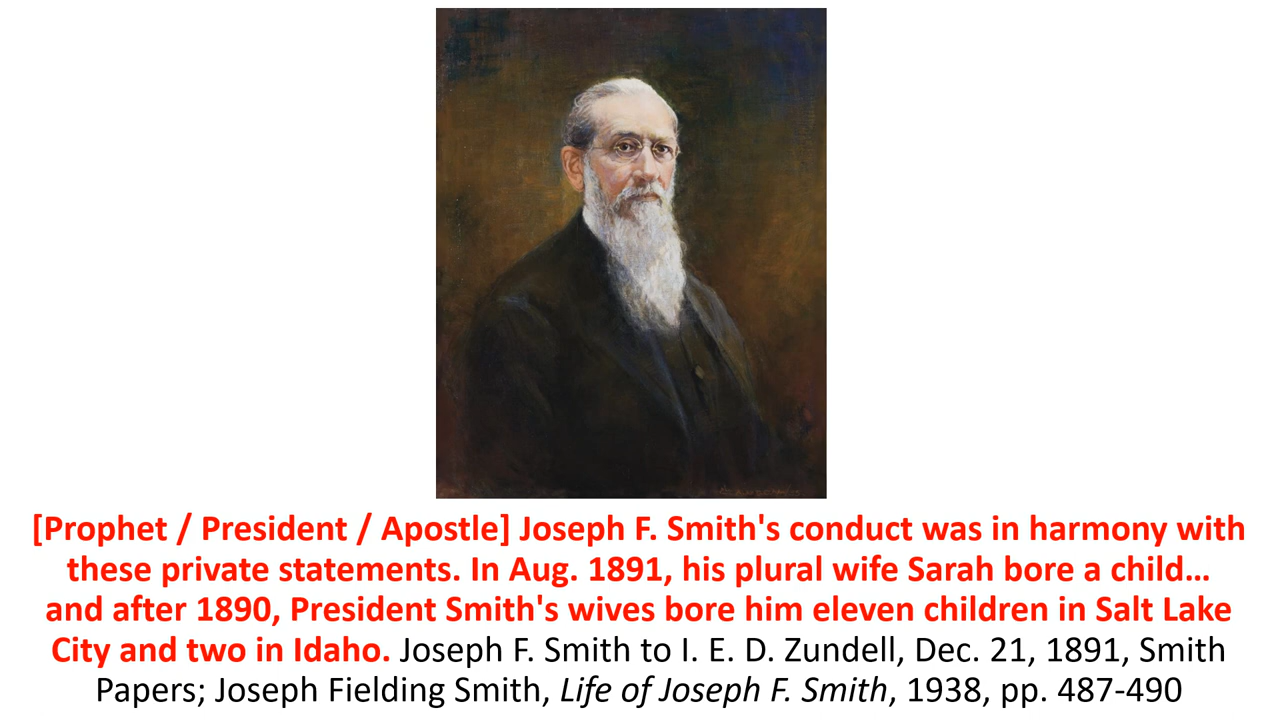 [Prophet / President / Apostle] Joseph F. Smith's conduct was in harmony with
these private statements. In Aug. 1891, his plural wife Sarah bore a child…
and after 1890, President Smith's wives bore him eleven children in Salt Lake
City and two in Idaho. Joseph F. Smith to I. E. D. Zundell, Dec. 21, 1891, Smith
Papers; Joseph Fielding Smith, Life of Joseph F. Smith, 1938, pp. 487-490